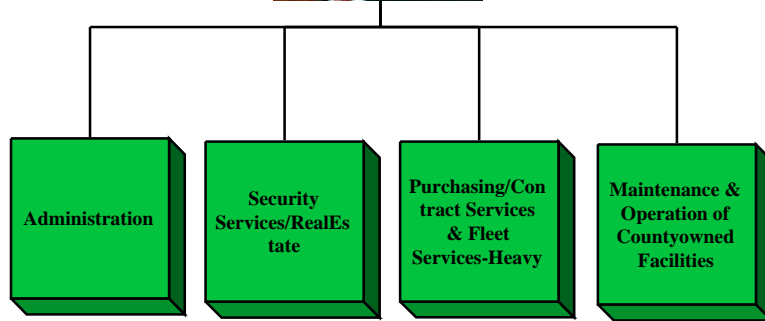 Administration
Security
Services/RealEs
tate
Purchasing/Con
tract Services
& Fleet
Services-Heavy
Maintenance &
Operation of
Countyowned
Facilities